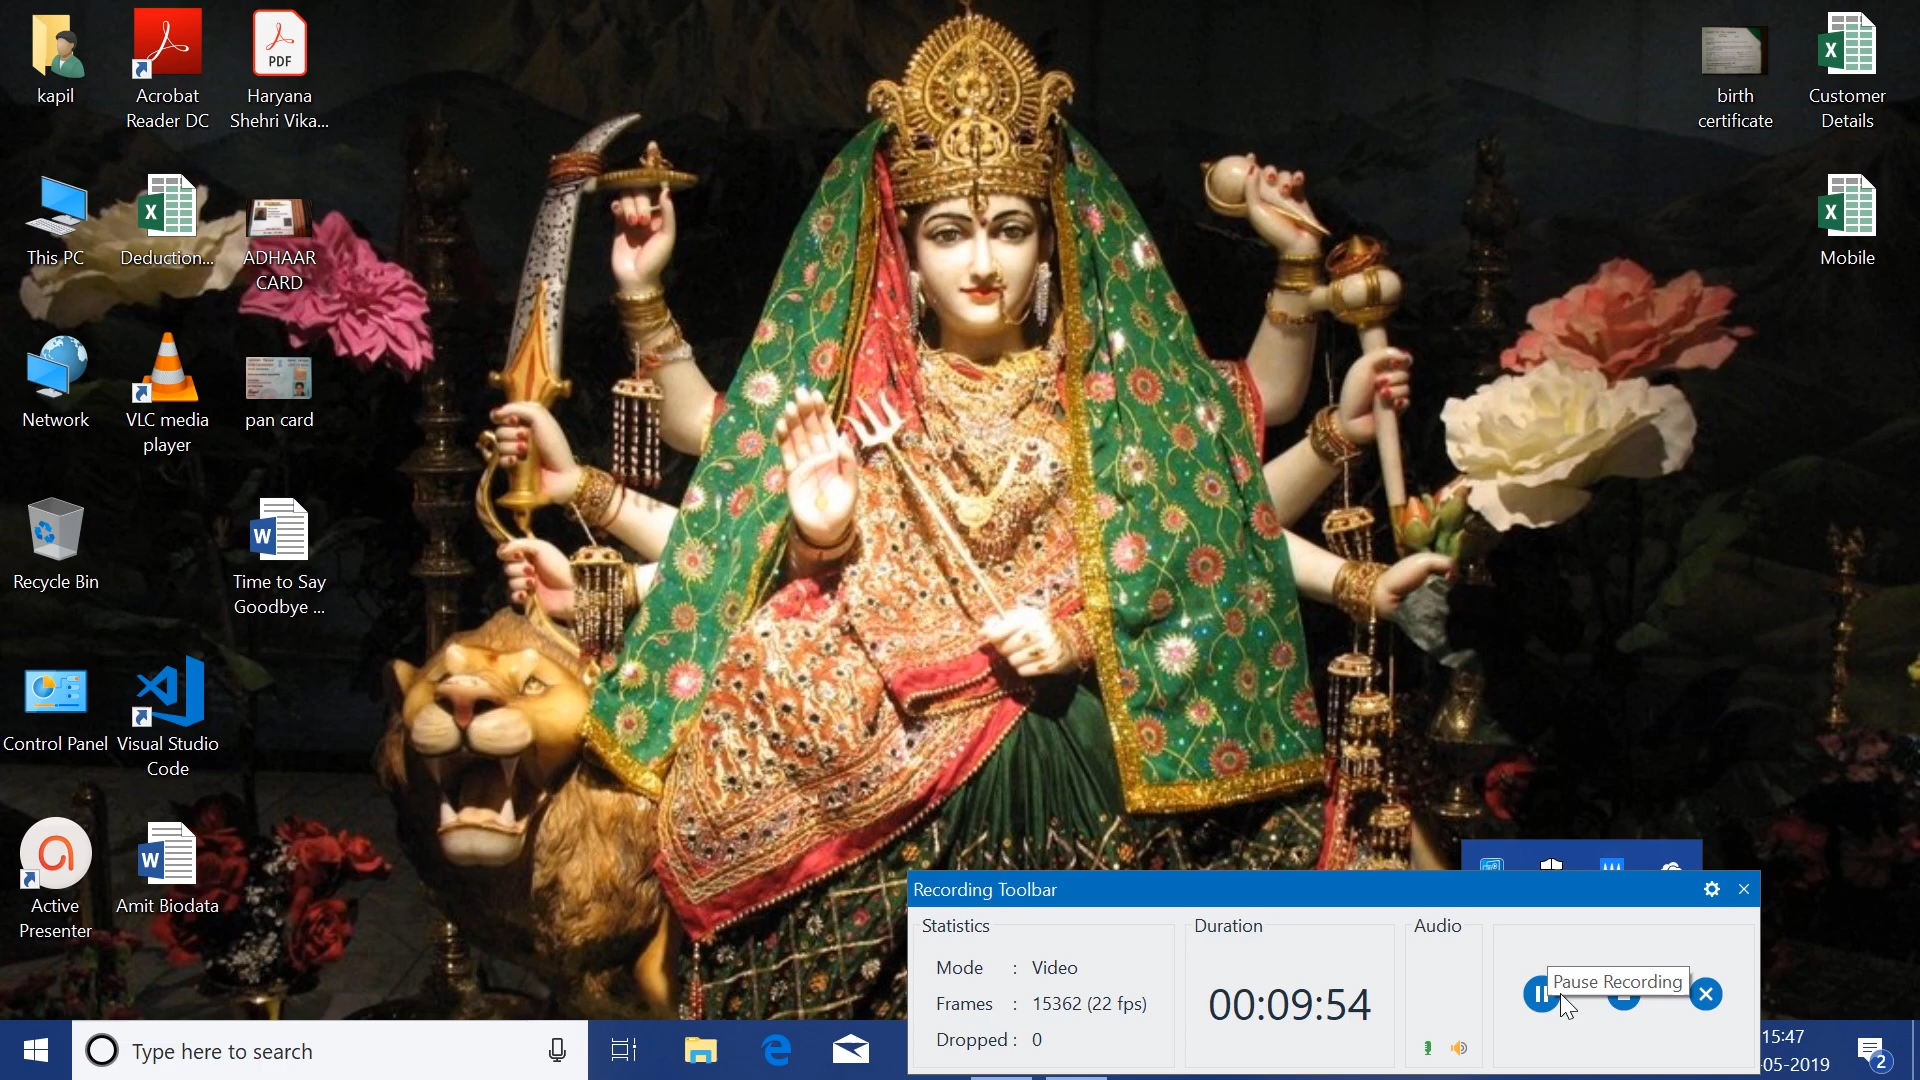 kapil
Acrobat
Reader DC
PDF
Haryana
Shehri Vika...
birth
certificate
Customer
Details
This PC
Deduction...
ADHAAR
CARD
Mobile
Network
VLC media
player
pan card
Recycle Bin
Time to Say
Goodbye ...
Control Panel
Visual Studio
Code
Active
Presenter
Amit Biodata
Recording Toolbar
Statistics
Mode : Video
Frames : 15362 (22 fps)
Dropped : 0
Duration
00:09:54
Audio
Pause Recording
Type here to search
15:47
-05-2019
2